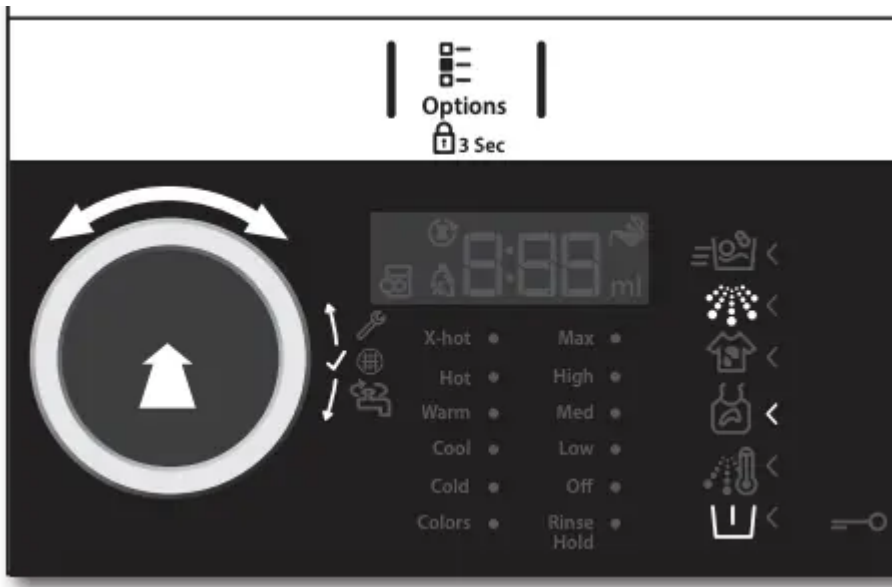 Options
3 Sec
8:88
ml
X-hot
Max
Hot
High
Warm
Med
Cool
Low
Cold
Off
Colors
Rinse
Hold